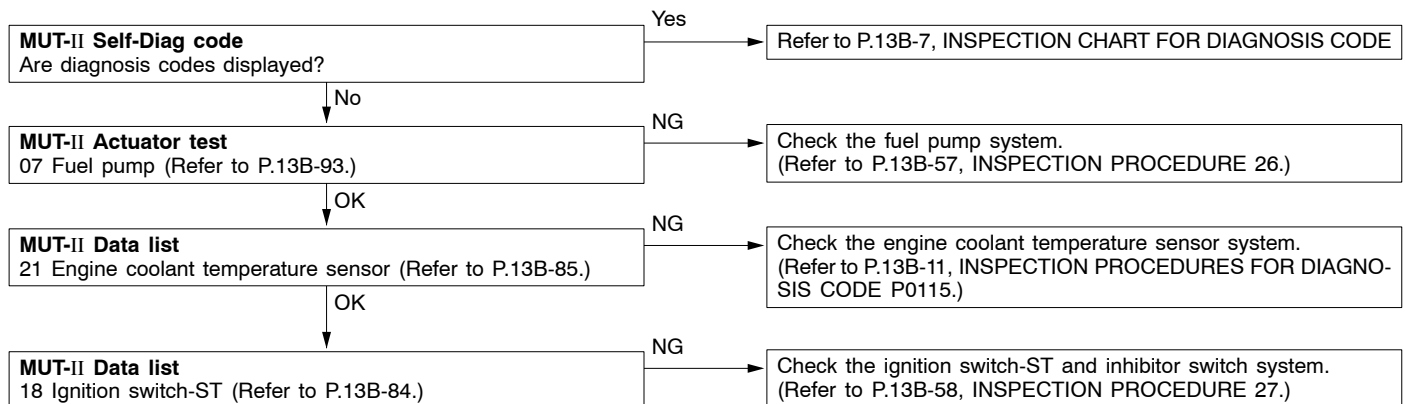 MUT-II Self-Diag code
Are diagnosis codes displayed?
Yes
Refer to P.13B-7, INSPECTION CHART FOR DIAGNOSIS CODE
No
MUT-II Actuator test
07 Fuel pump (Refer to P.13B-93.)
NG
Check the fuel pump system.
(Refer to P.13B-57, INSPECTION PROCEDURE 26.)
OK
MUT-II Data list
21 Engine coolant temperature sensor (Refer to P.13B-85.)
NG
Check the engine coolant temperature sensor system.
(Refer to P.13B-11, INSPECTION PROCEDURES FOR DIAGNO-
SIS CODE P0115.)
OK
MUT-II Data list
18 Ignition switch-ST (Refer to P.13B-84.)
NG
Check the ignition switch-ST and inhibitor switch system.
(Refer to P.13B-58, INSPECTION PROCEDURE 27.)